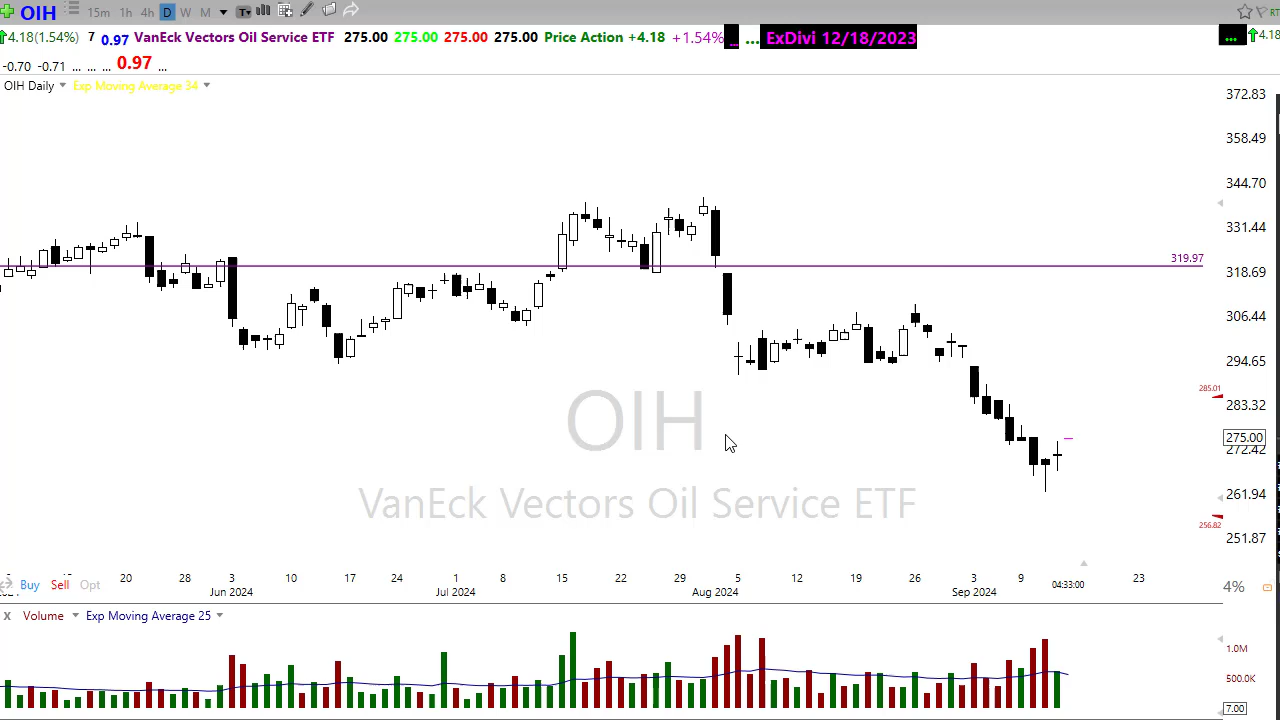 OIH 15m 1h 4h D W M T RT
4.18(1.54%) 7 0.97 VanEck Vectors Oil Service ETF 275.00 275.00 275.00 275.00 Price Action +4.18 +1.54% ... ... ExDivi 12/18/2023 ... 4.18
-0.70 -0.71 ... ... ... 0.97 ...
OIH Daily Exp Moving Average 34
372.83
358.49
344.70
331.44
319.97
318.69
306.44
294.65
285.01
283.32
275.00
272.42
261.94
256.82
251.87
OIH
VanEck Vectors Oil Service ETF
20 28 3 10 17 24 1 8 15 22 29 5 12 19 26 3 9 04:33:00 23
Jun 2024 Jul 2024 Aug 2024 Sep 2024
Buy Sell Opt 4%
X Volume Exp Moving Average 25
1.0M
500.0K
7.00